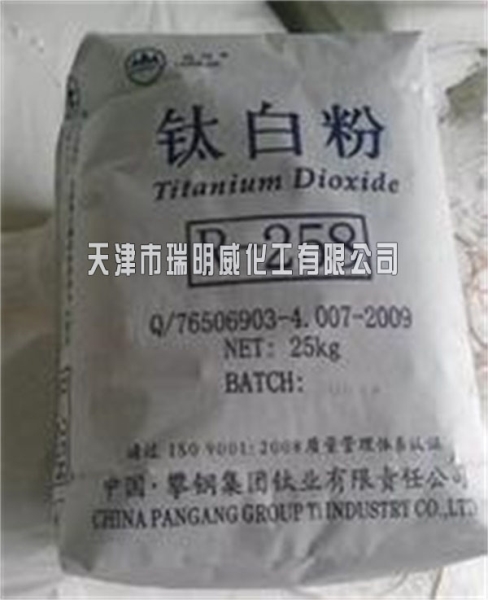 钛白粉
Titanium Dioxide
R-258
天津市瑞明威化工有限公司
Q/76506903-4.007-2009
NET: 25kg
BATCH:
通过 ISO 9001:2008质量管理体系认证
中国·攀钢集团钛业有限责任公司
CHINA PANGANG GROUP Ti INDUSTRY CO.,LTD